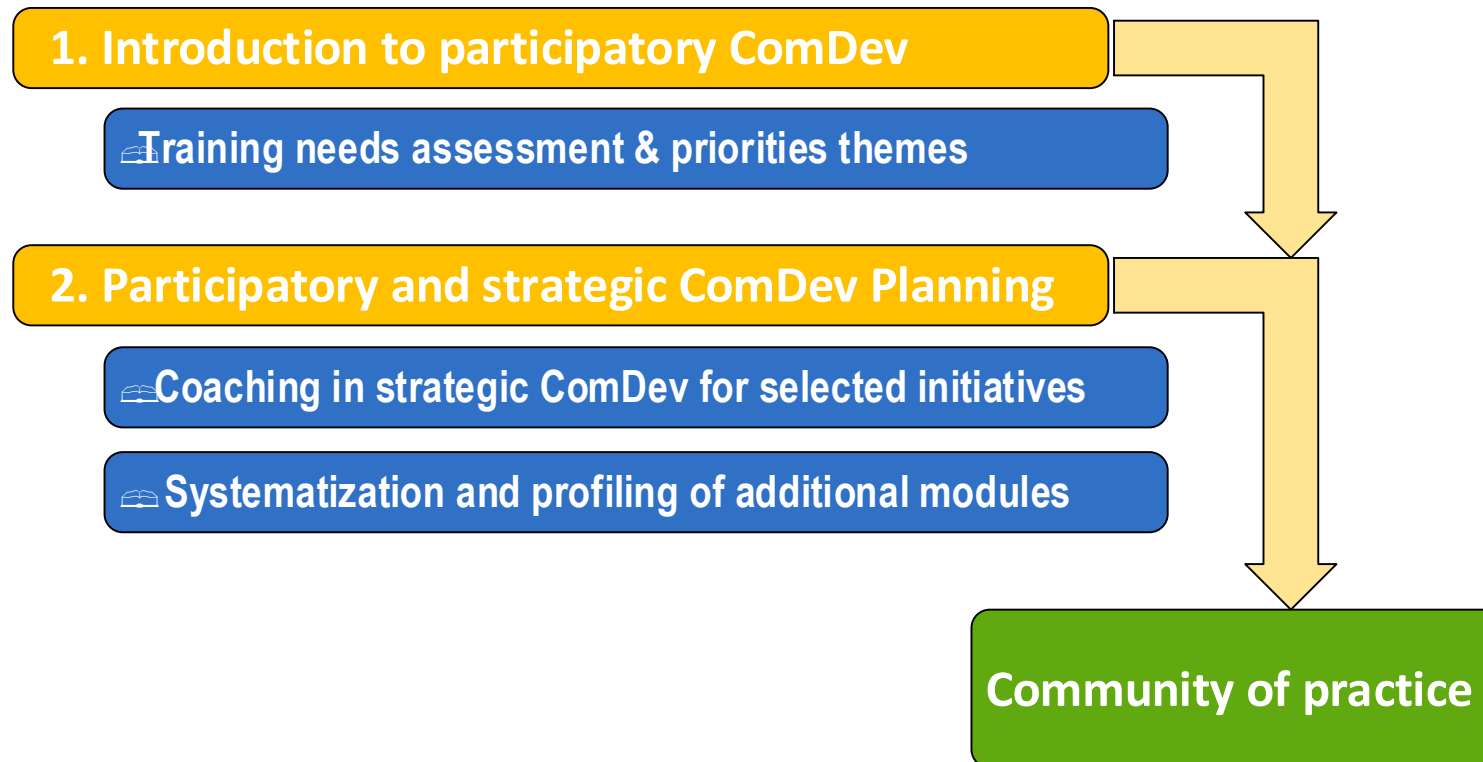 1. Introduction to participatory ComDev
Training needs assessment & priorities themes
2. Participatory and strategic ComDev Planning
Coaching in strategic ComDev for selected initiatives
Systematization and profiling of additional modules
Community of practice